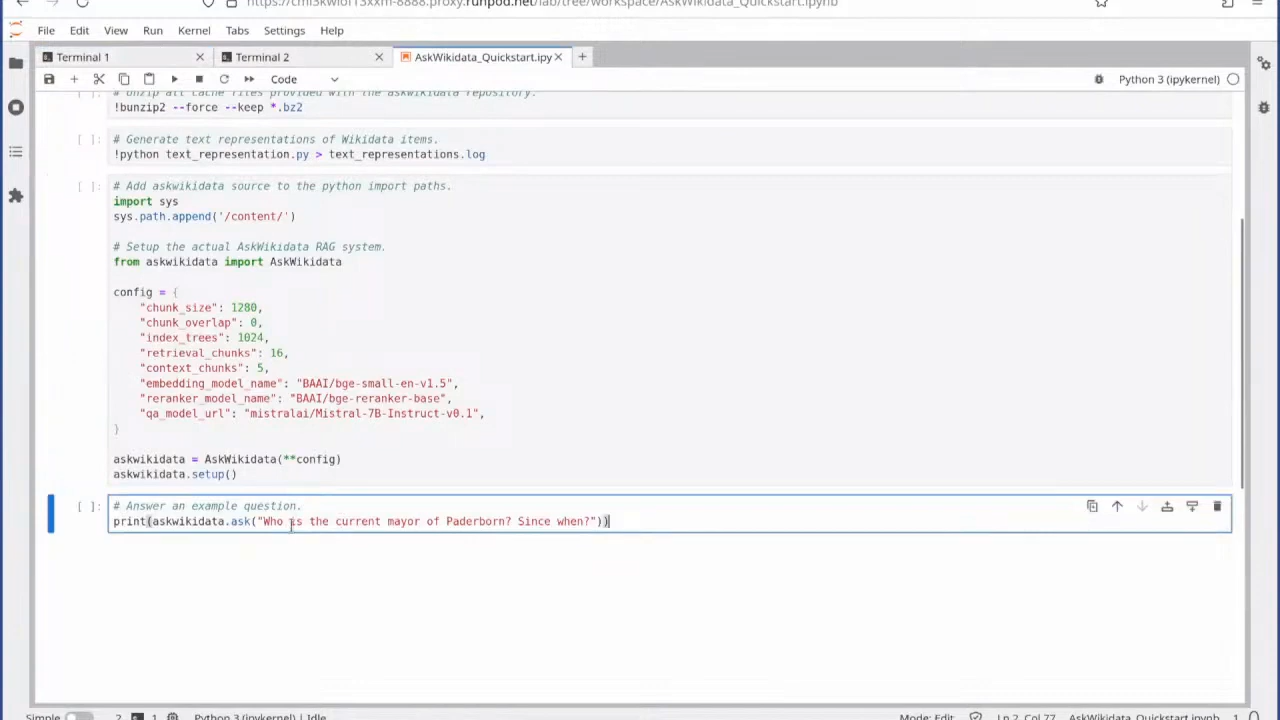 https://cmi3kwiof13xxm-8888.proxy.runpod.net/lab/tree/workspace/AskWikidata_Quickstart.ipynb
File Edit View Run Kernel Tabs Settings Help
Terminal 1 Terminal 2 AskWikidata_Quickstart.ipy
Code Python 3 (ipykernel)
# Unzip all cache files provided with the askwikidata repository.
[ ]: !bunzip2 --force --keep *.bz2
[ ]: # Generate text representations of Wikidata items.
!python text_representation.py > text_representations.log
[ ]: # Add askwikidata source to the python import paths.
import sys
sys.path.append('/content/')
# Setup the actual AskWikidata RAG system.
from askwikidata import AskWikidata
config = {
"chunk_size": 1280,
"chunk_overlap": 0,
"index_trees": 1024,
"retrieval_chunks": 16,
"context_chunks": 5,
"embedding_model_name": "BAAI/bge-small-en-v1.5",
"reranker_model_name": "BAAI/bge-reranker-base",
"qa_model_url": "mistralai/Mistral-7B-Instruct-v0.1",
}
askwikidata = AskWikidata(**config)
askwikidata.setup()
[ ]: # Answer an example question.
print(askwikidata.ask("Who is the current mayor of Paderborn? Since when?"))
Simple 2 1 Python 3 (ipykernel) | Idle Mode: Edit Ln 2, Col 77 AskWikidata_Quickstart.ipynb 1